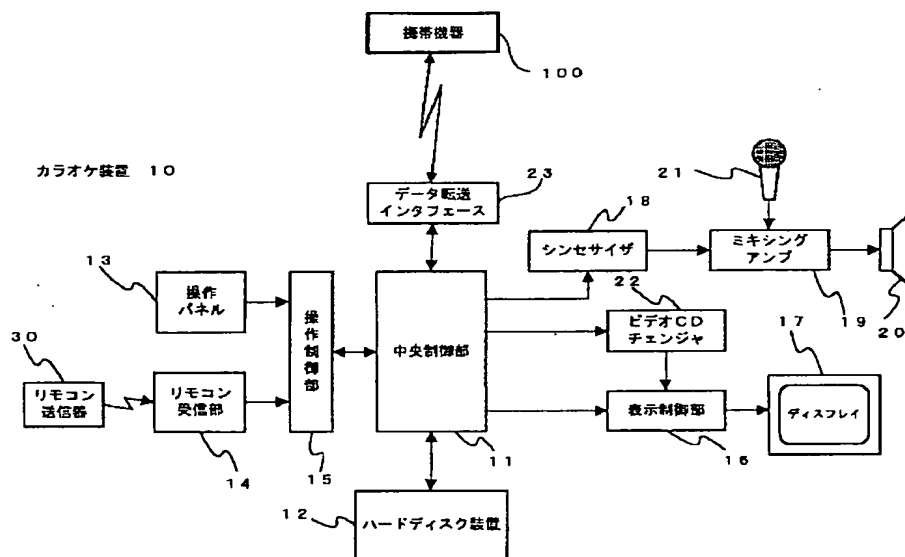 携帯機器
100
カラオケ装置 10
23
データ転送
インタフェース
21
18
シンセサイザ
ミキシング
アンプ
19
20
13
操作
パネル
操作制御部
中央制御部
22
ビデオCD
チェンジャ
17
30
リモコン
送信器
リモコン
受信部
表示制御部
ディスプレイ
14
15
11
16
12
ハードディスク装置